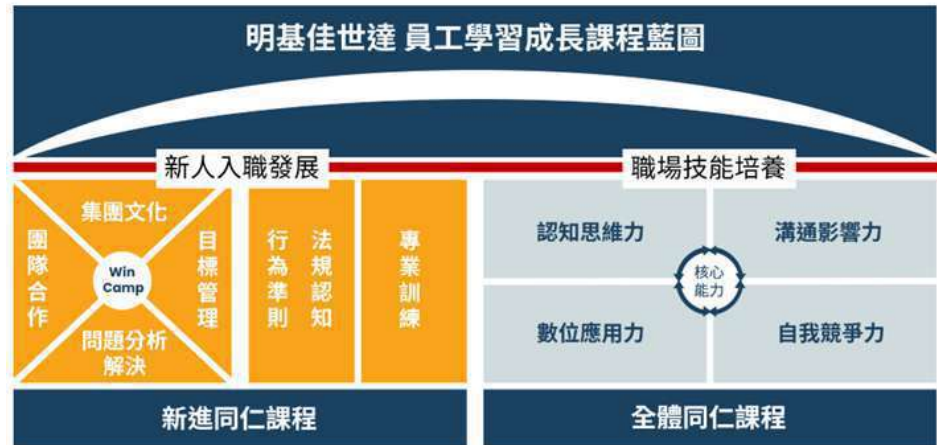 明基佳世達 員工學習成長課程藍圖
新人入職發展
職場技能培養
集團文化
團隊合作
Win
Camp
目標管理
問題分析
解決
行為準則
法規認知
專業訓練
認知思維力
溝通影響力
核心
能力
數位應用力
自我競爭力
新進同仁課程
全體同仁課程